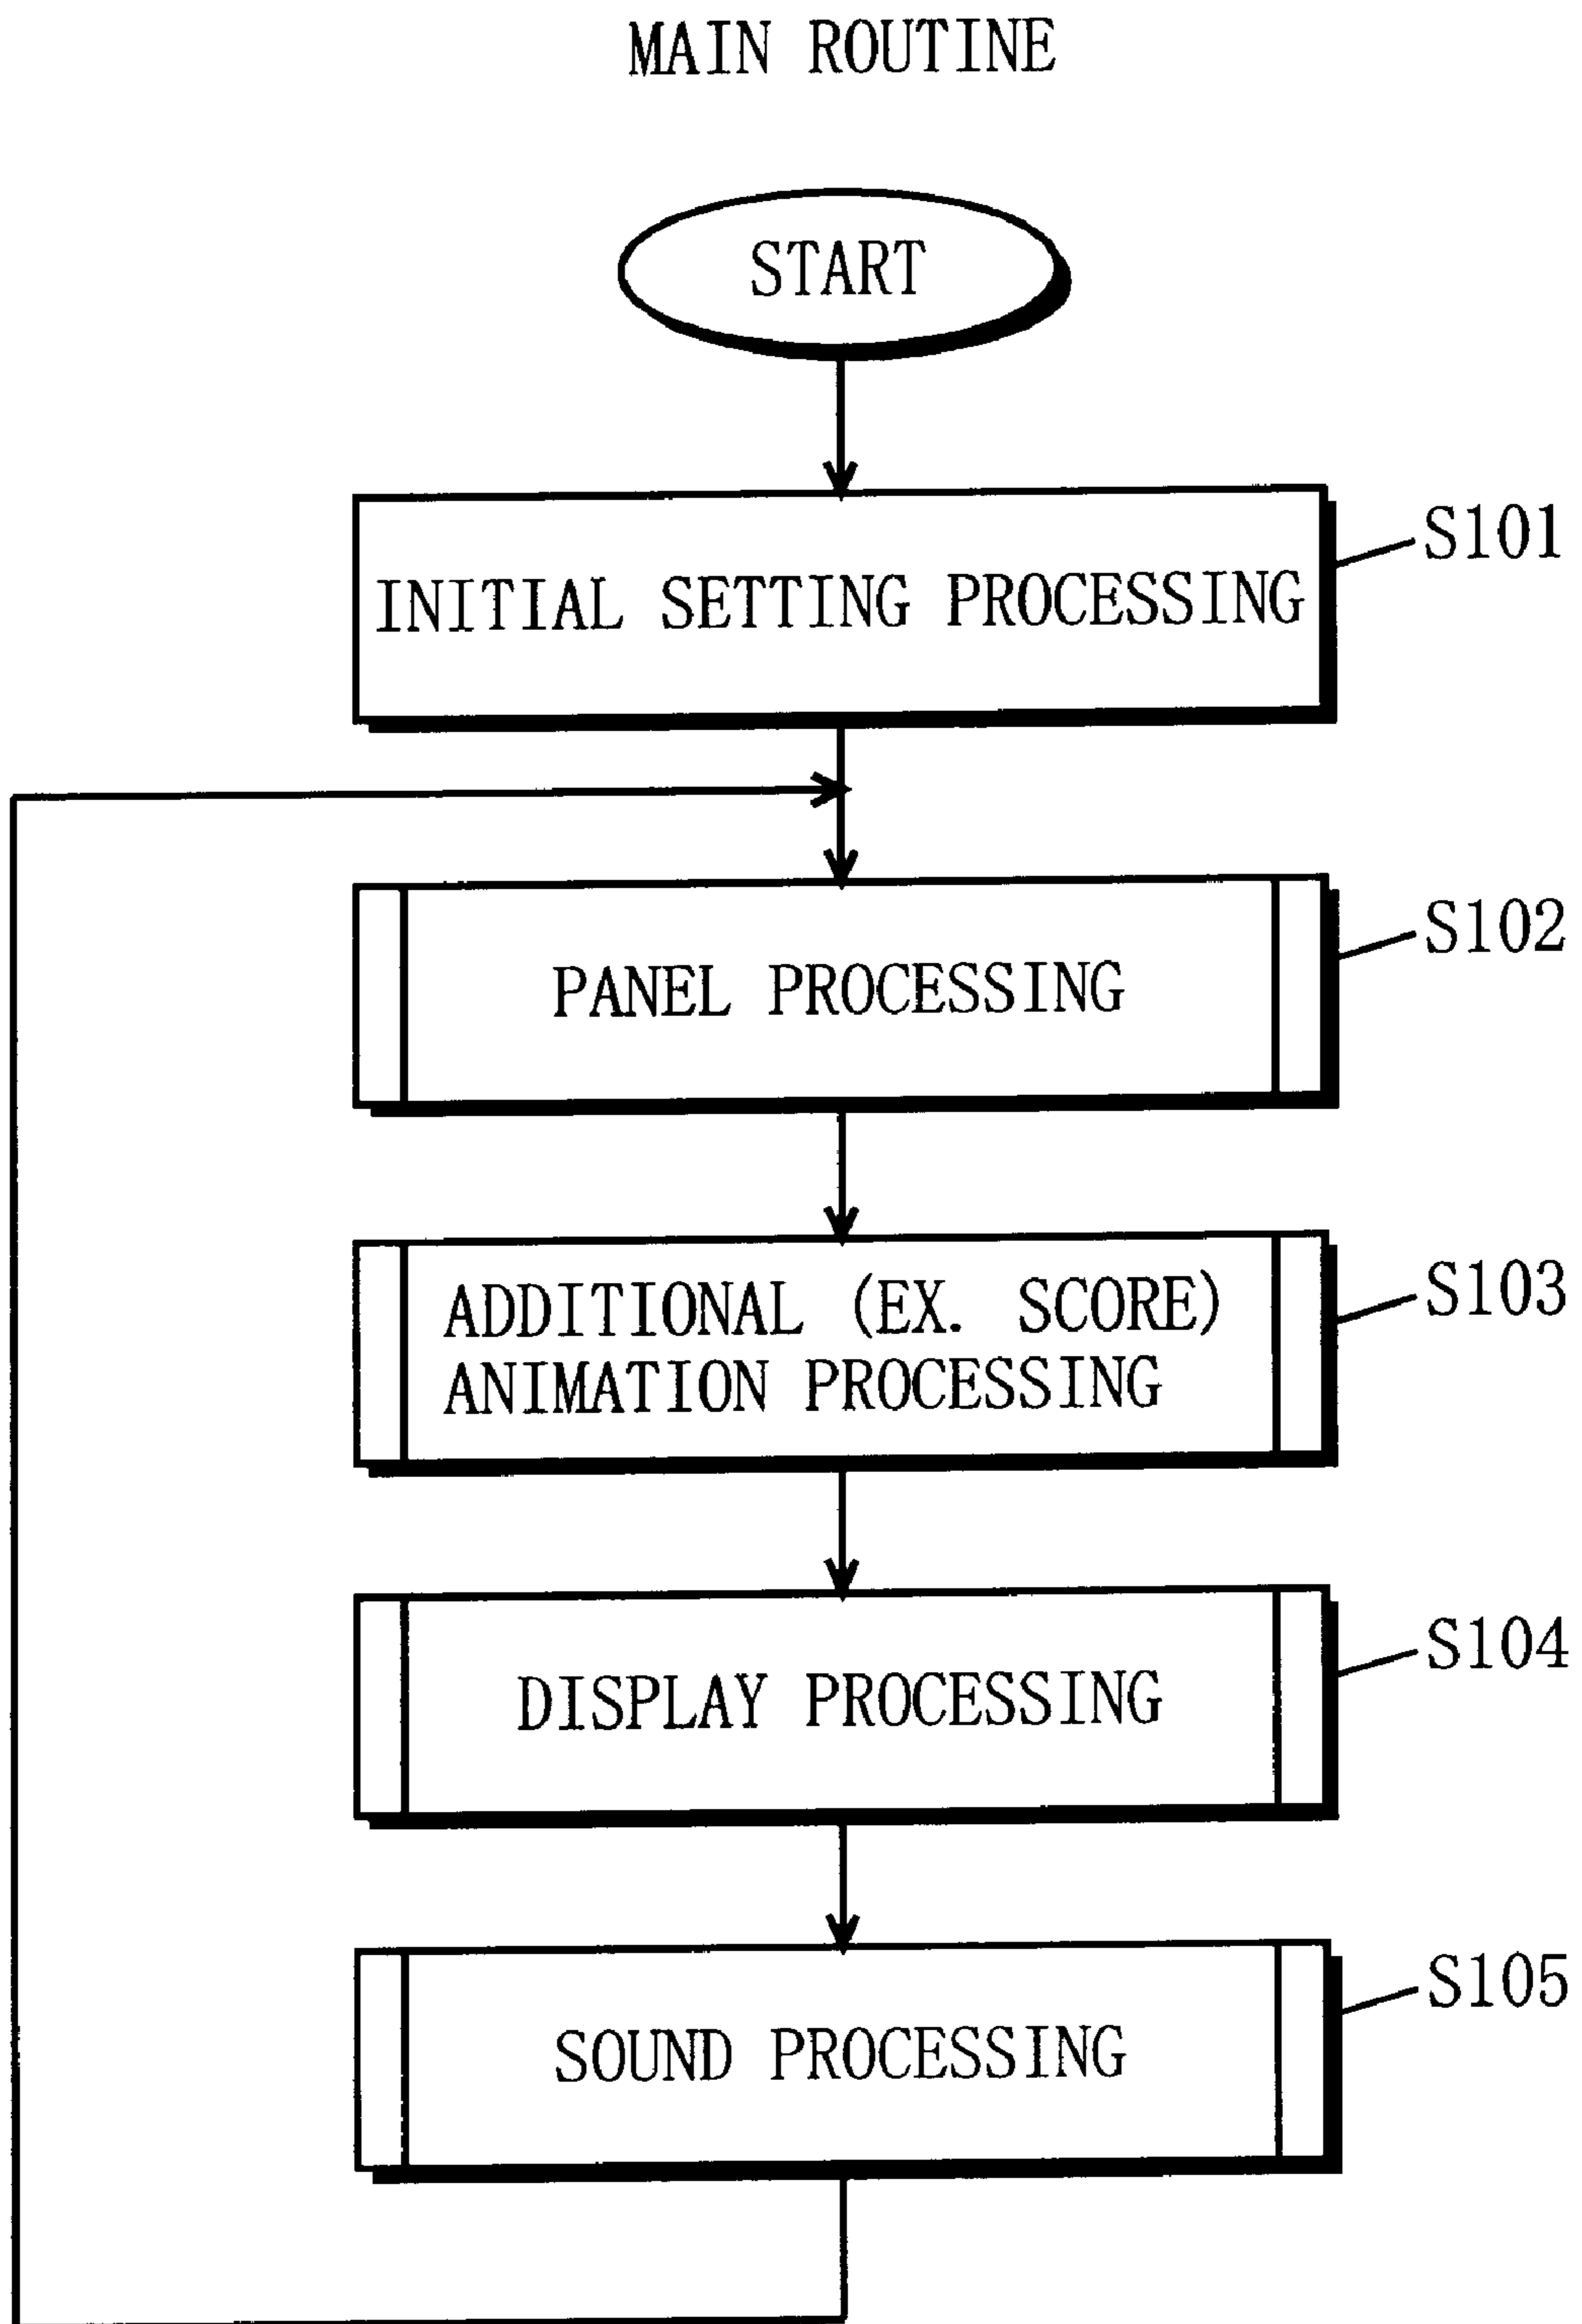 MAIN ROUTINE
START
S101
INITIAL SETTING PROCESSING
S102
PANEL PROCESSING
S103
ADDITIONAL (EX. SCORE)
ANIMATION PROCESSING
S104
DISPLAY PROCESSING
S105
SOUND PROCESSING